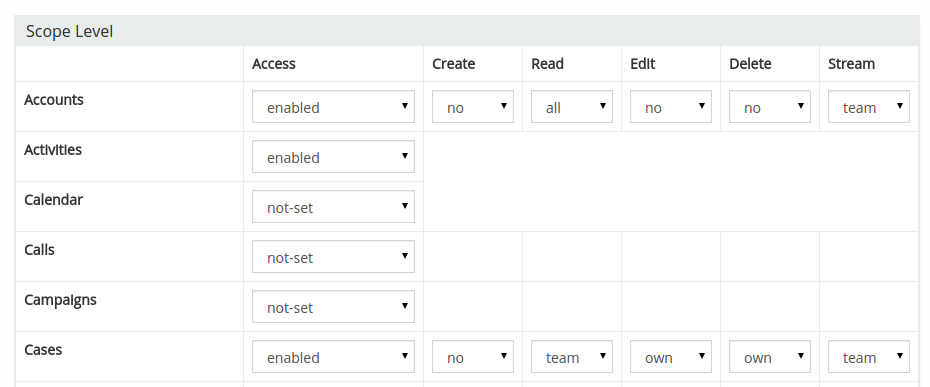 Scope Level
Access Create Read Edit Delete Stream
Accounts enabled no all no no team
Activities enabled
Calendar not-set
Calls not-set
Campaigns not-set
Cases enabled no team own own team